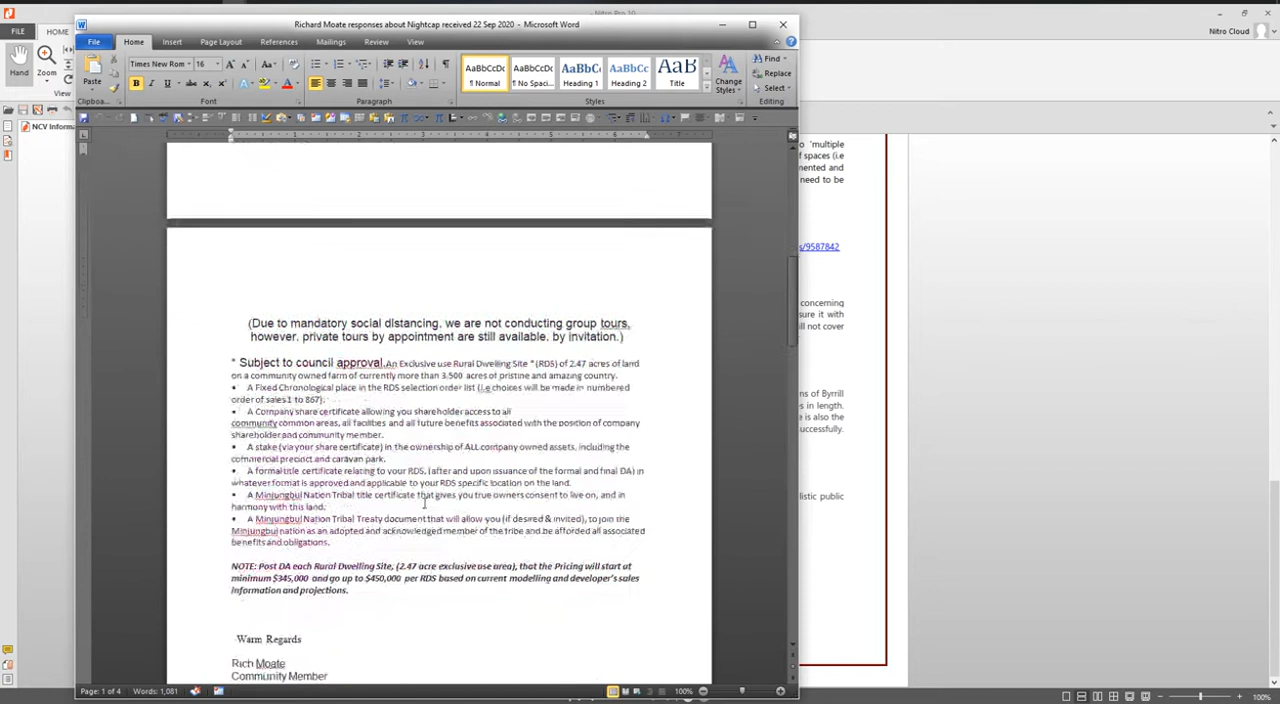 Nitro Pro 10
Richard Moate responses about Nightcap received 22 Sep 2020 - Microsoft Word
FILE
HOME
Nitro Cloud
File
Home
Insert
Page Layout
References
Mailings
Review
View
Hand
Zoom
View
Paste
Times New Rom
16
AaBbCcDc
AaBbCcDc
AaBbCc
AaBbCc
AaB
¶ Normal
¶ No Spaci...
Heading 1
Heading 2
Title
Change
Styles
Find
Replace
Select
Clipboa...
Font
Paragraph
Styles
Editing
NCV Informa
'multiple
f spaces (i.e
mented and
need to be
s/9587842
concerning
sure it with
ll not cover
ns of Byrrill
es in length.
e is also the
uccessfully.
listic public
(Due to mandatory social distancing, we are not conducting group tours,
however, private tours by appointment are still available, by invitation.)
* Subject to council approval.An Exclusive use Rural Dwelling Site * (RDS) of 2.47 acres of land
on a community owned farm of currently more than 3,500 acres of pristine and amazing country.
• A Fixed Chronological place in the RDS selection order list (i.e choices will be made in numbered
order of sales1 to 867).
• A Company share certificate allowing you shareholder access to all
community common areas, all facilities and all future benefits associated with the position of company
shareholder and community member.
• A stake (via your share certificate) in the ownership of ALL company owned assets, including the
commercial precinct and caravan park.
• A formal title certificate relating to your RDS, (after and upon issuance of the formal and final DA) in
whatever format is approved and applicable to your RDS specific location on the land.
• A Minjungbul Nation Tribal title certificate that gives you true owners consent to live on, and in
harmony with this land.
• A Minjungbul Nation Tribal Treaty document that will allow you (if desired & invited), to join the
Minjungbul nation as an adopted and acknowledged member of the tribe and be afforded all associated
benefits and obligations.
NOTE: Post DA each Rural Dwelling Site, (2.47 acre exclusive use area), that the Pricing will start at
minimum $345,000 and go up to $450,000 per RDS based on current modelling and developer's sales
information and projections.
Warm Regards
Rich Moate
Community Member
Page: 1 of 4
Words: 1,081
100%
100%